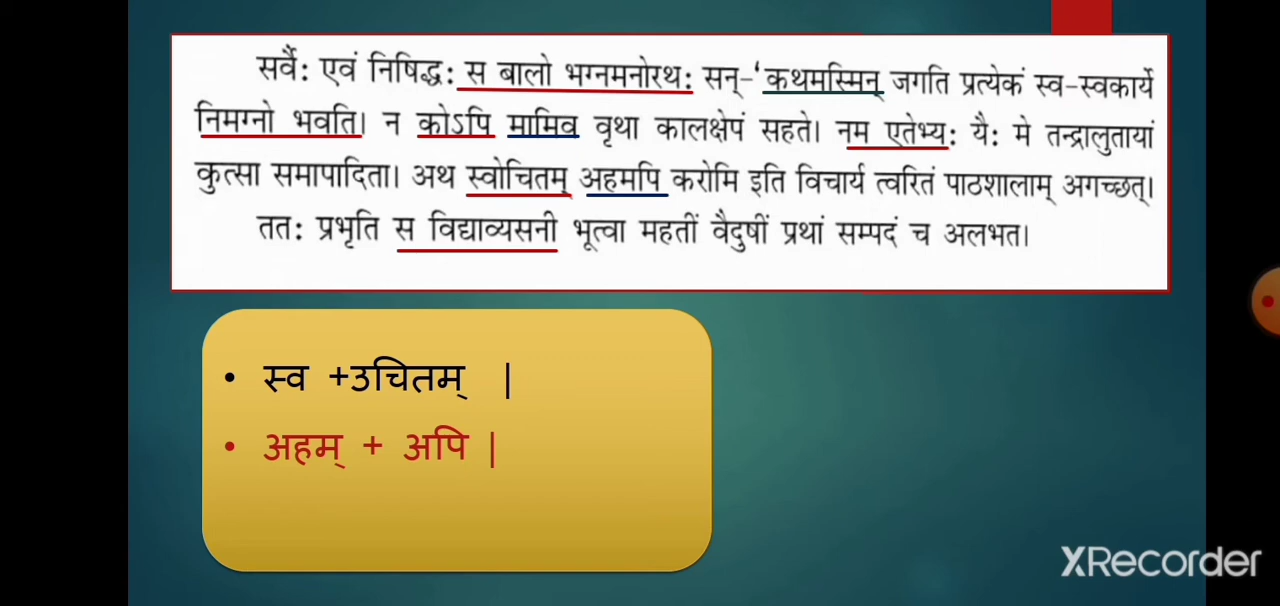 सर्वै: एवं निषिद्ध: स बालो भग्नमनोरथ: सन्-‘कथमस्मिन् जगति प्रत्येकं स्व-स्वकार्ये
निमग्नो भवति। न कोऽपि मामिव वृथा कालक्षेपं सहते। नम एतेभ्य: यै: मे तन्द्रालुतायां
कुत्सा समापादिता। अथ स्वोचितम् अहमपि करोमि इति विचार्य त्वरितं पाठशालाम् अगच्छत्।
तत: प्रभृति स विद्याव्यसनी भूत्वा महतीं वैदुषीं प्रथां सम्पदं च अलभत।
• स्व +उचितम् |
• अहम् + अपि |
XRecorder